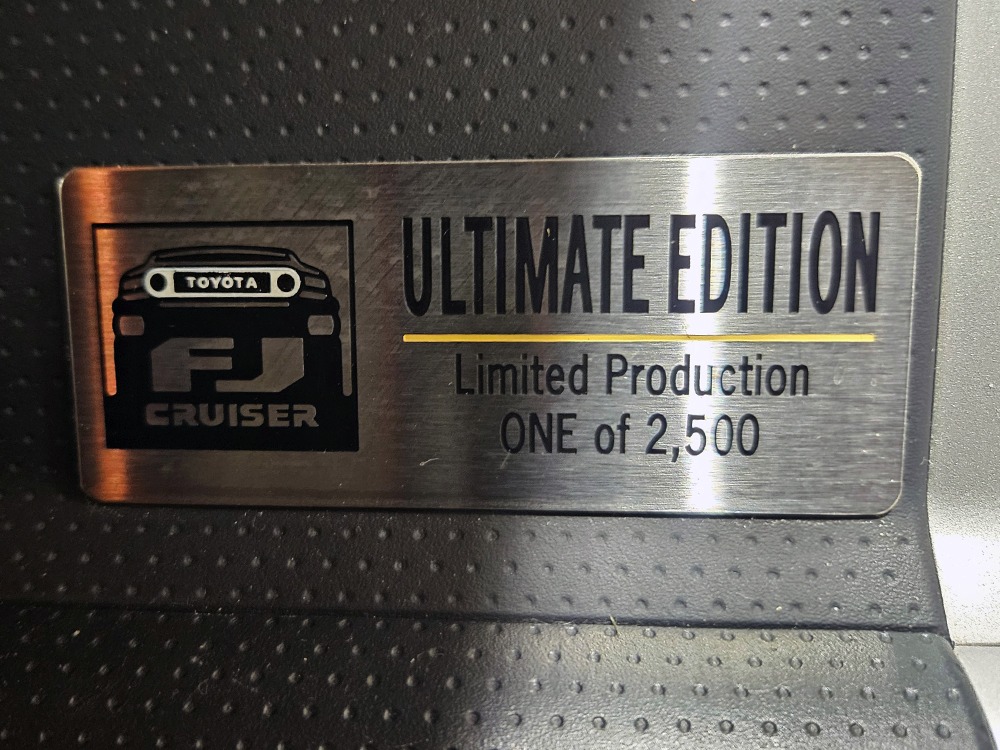 TOYOTA
FJ
CRUISER
ULTIMATE EDITION
Limited Production
ONE of 2,500